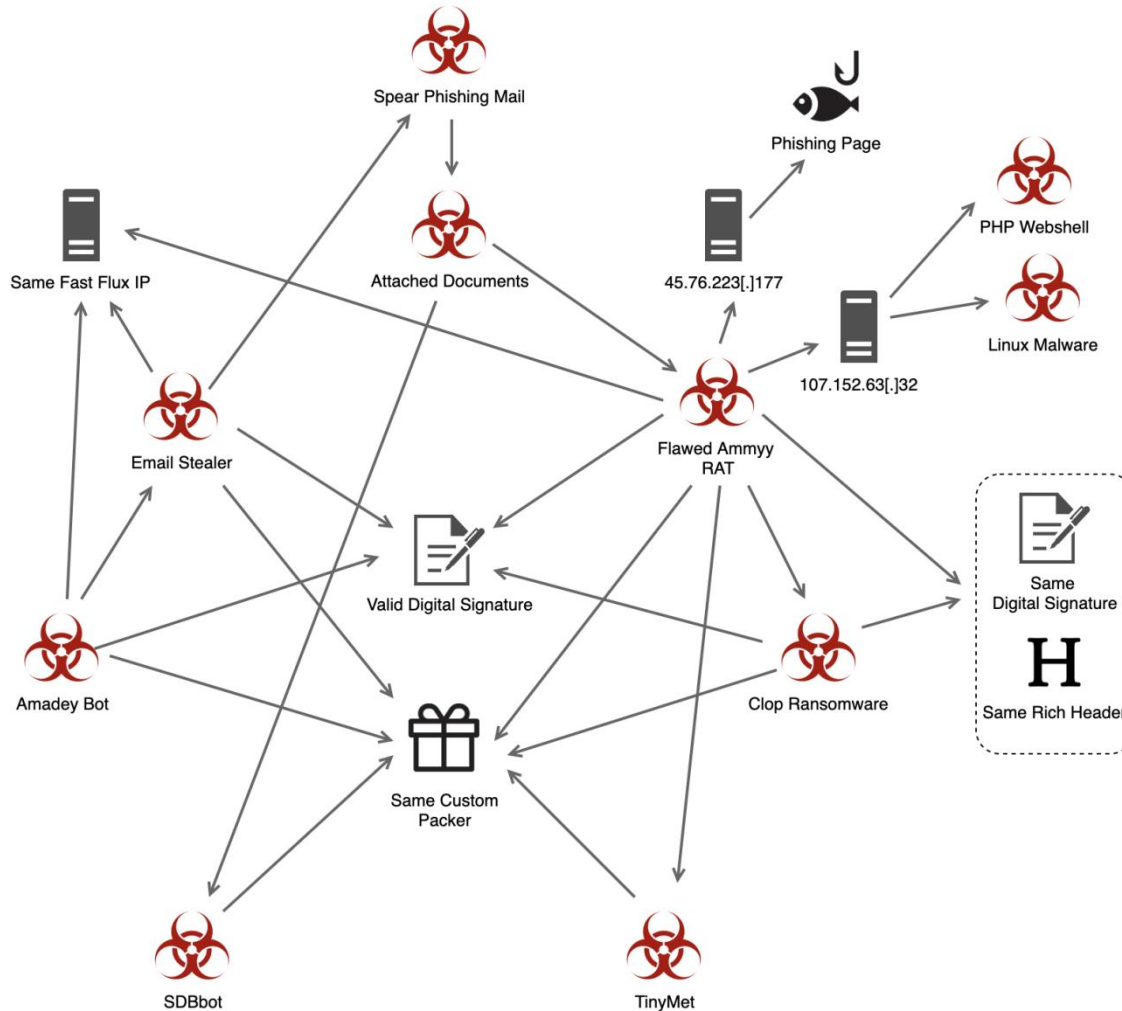 Spear Phishing Mail
Phishing Page
PHP Webshell
Same Fast Flux IP
Attached Documents
45.76.223[.]177
Linux Malware
107.152.63[.]32
Email Stealer
Flawed Ammyy
RAT
Valid Digital Signature
Same
Digital Signature
Amadey Bot
Clop Ransomware
H
Same Rich Header
Same Custom
Packer
SDBbot
TinyMet